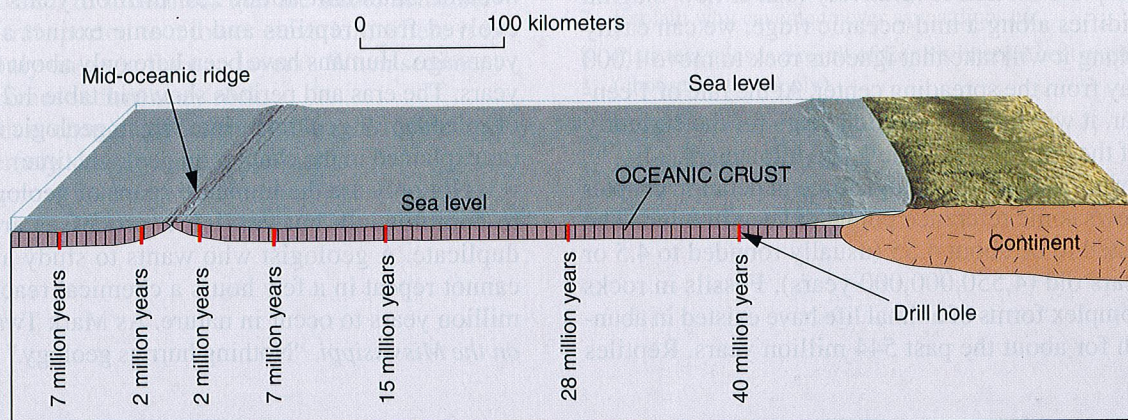 0 100 kilometers
Mid-oceanic ridge
Sea level
OCEANIC CRUST
Sea level
Continent
Drill hole
7 million years
2 million years
2 million years
7 million years
15 million years
28 million years
40 million years